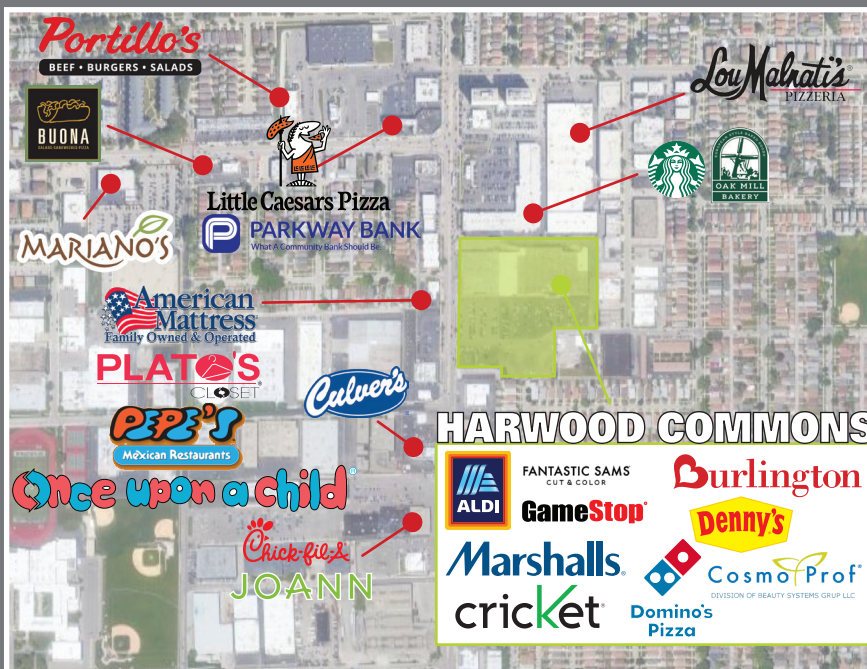 Portillo's
BEEF • BURGERS • SALADS
BUONA
Little Caesars Pizza
PARKWAY BANK
What A Community Bank Should Be.
MARIANO'S
Lou Malnati's®
PIZZERIA
OAK MILL
BAKERY
American
Mattress
Family Owned & Operated
PLATO'S
CLOSET®
PEPE'S
Mexican Restaurants
Once upon a child®
Culver's
Chick-fil-A
JOANN
HARWOOD COMMONS
ALDI
FANTASTIC SAMS
CUT & COLOR
GameStop
Burlington
Denny's
Marshalls.
cricket
Domino's
Pizza
CosmoProf®
DIVISION OF BEAUTY SYSTEMS GRUP LLC